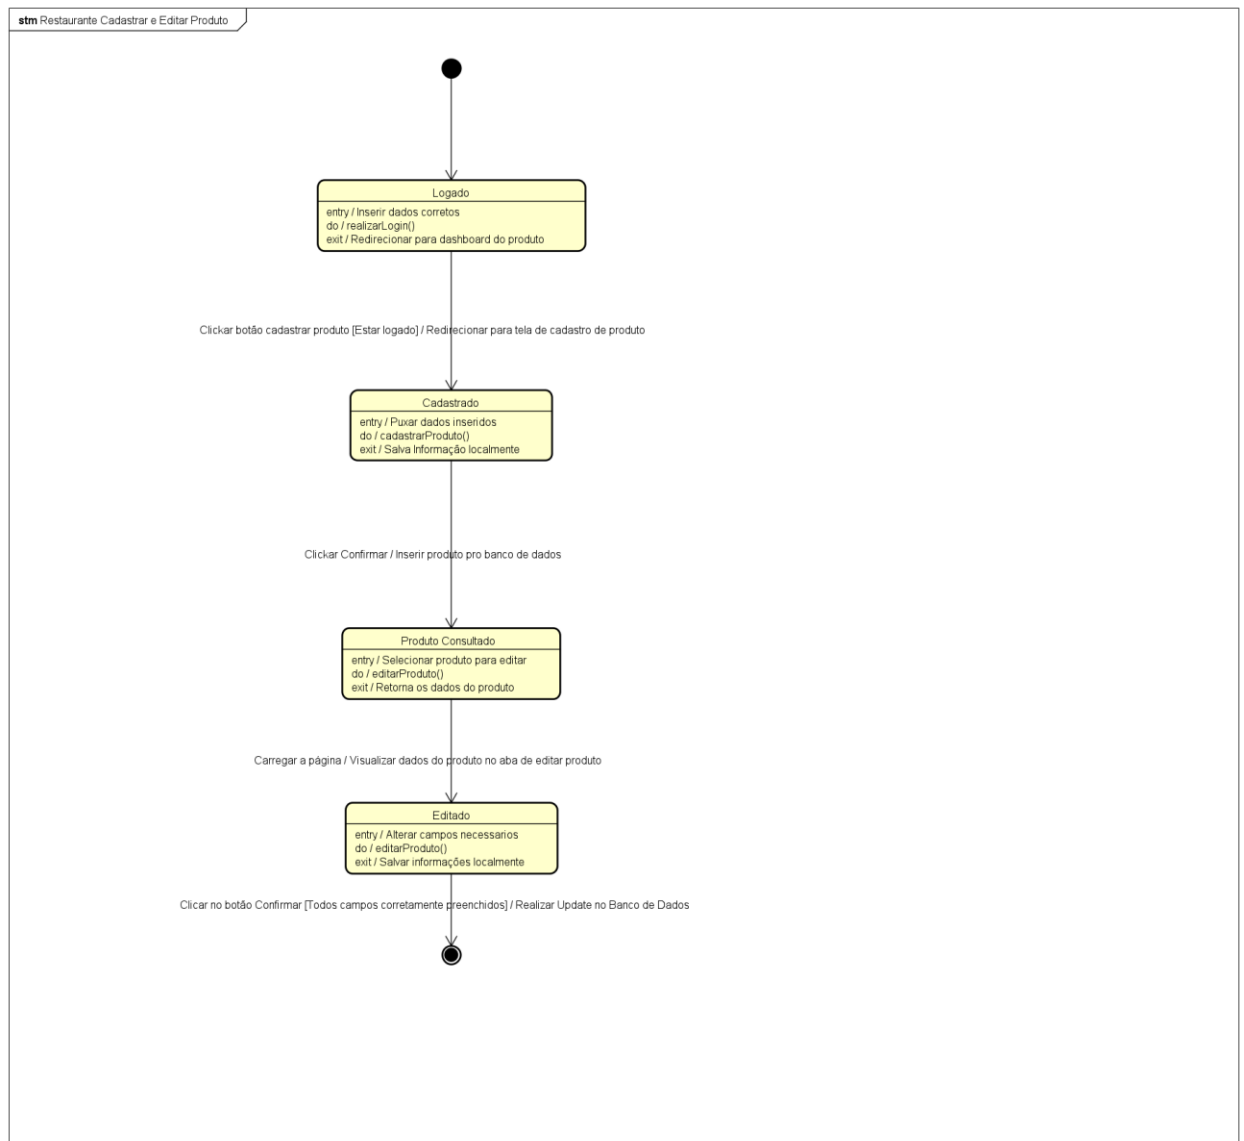 stm Restaurante Cadastrar e Editar Produto
Logado
entry / Inserir dados corretos
do / realizarLogin()
exit / Redirecionar para dashboard do produto
Clickar botão cadastrar produto [Estar logado] / Redirecionar para tela de cadastro de produto
Cadastrado
entry / Puxar dados inseridos
do / cadastrarProduto()
exit / Salva Informação localmente
Clickar Confirmar / Inserir produto pro banco de dados
Produto Consultado
entry / Selecionar produto para editar
do / editarProduto()
exit / Retorna os dados do produto
Carregar a página / Visualizar dados do produto no aba de editar produto
Editado
entry / Alterar campos necessarios
do / editarProduto()
exit / Salvar informações localmente
Clicar no botão Confirmar [Todos campos corretamente preenchidos] / Realizar Update no Banco de Dados